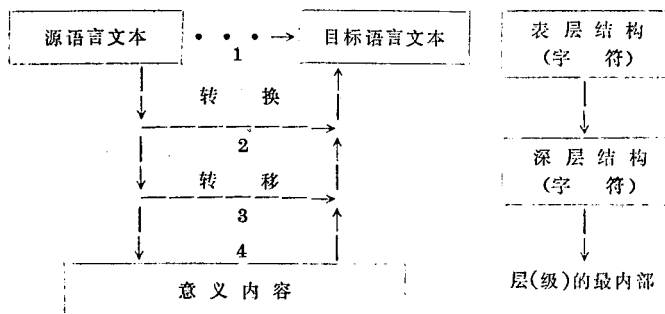 源语言文本 • • • → 目标语言文本
1
转 换
2
转 移
3
4
意义内容
表层结构
(字 符)
深层结构
(字 符)
层(级)的最内部